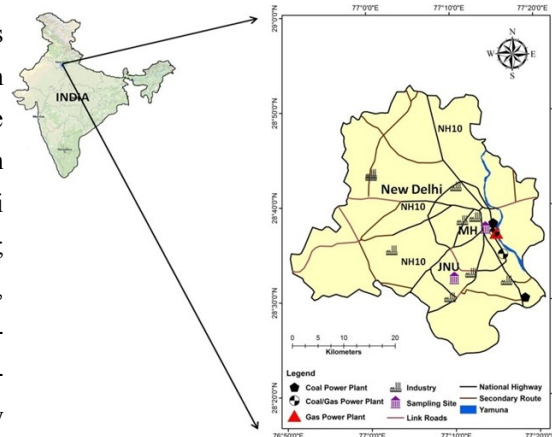 s
n
e
n
i
;
,
-
-
v
INDIA
77°0'0"E 77°10'0"E 77°20'0"E
29°0'0"N
28°50'0"N
28°40'0"N
28°30'0"N
28°20'0"N
N
W E
S
NH10
New Delhi
NH10
MH
NH10
JNU
0 5 10 20
Kilometers
Legend
Coal Power Plant
Industry
National Highway
Coal/Gas Power Plant
Sampling Site
Secondary Route
Gas Power Plant
Link Roads
Yamuna
76°50'0"E 77°0'0"E 77°10'0"E 77°20'0"E